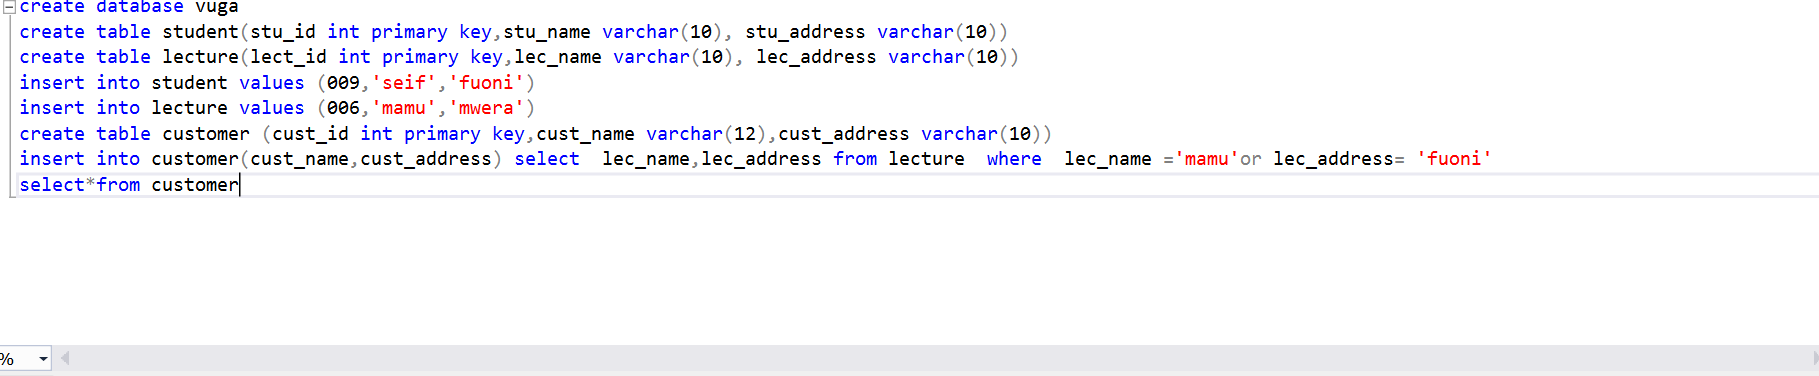 create database vuga
create table student(stu_id int primary key,stu_name varchar(10), stu_address varchar(10))
create table lecture(lect_id int primary key,lec_name varchar(10), lec_address varchar(10))
insert into student values (009,'seif','fuoni')
insert into lecture values (006,'mamu','mwera')
create table customer (cust_id int primary key,cust_name varchar(12),cust_address varchar(10))
insert into customer(cust_name,cust_address) select  lec_name,lec_address from lecture  where  lec_name ='mamu'or lec_address= 'fuoni'
select*from customer
%